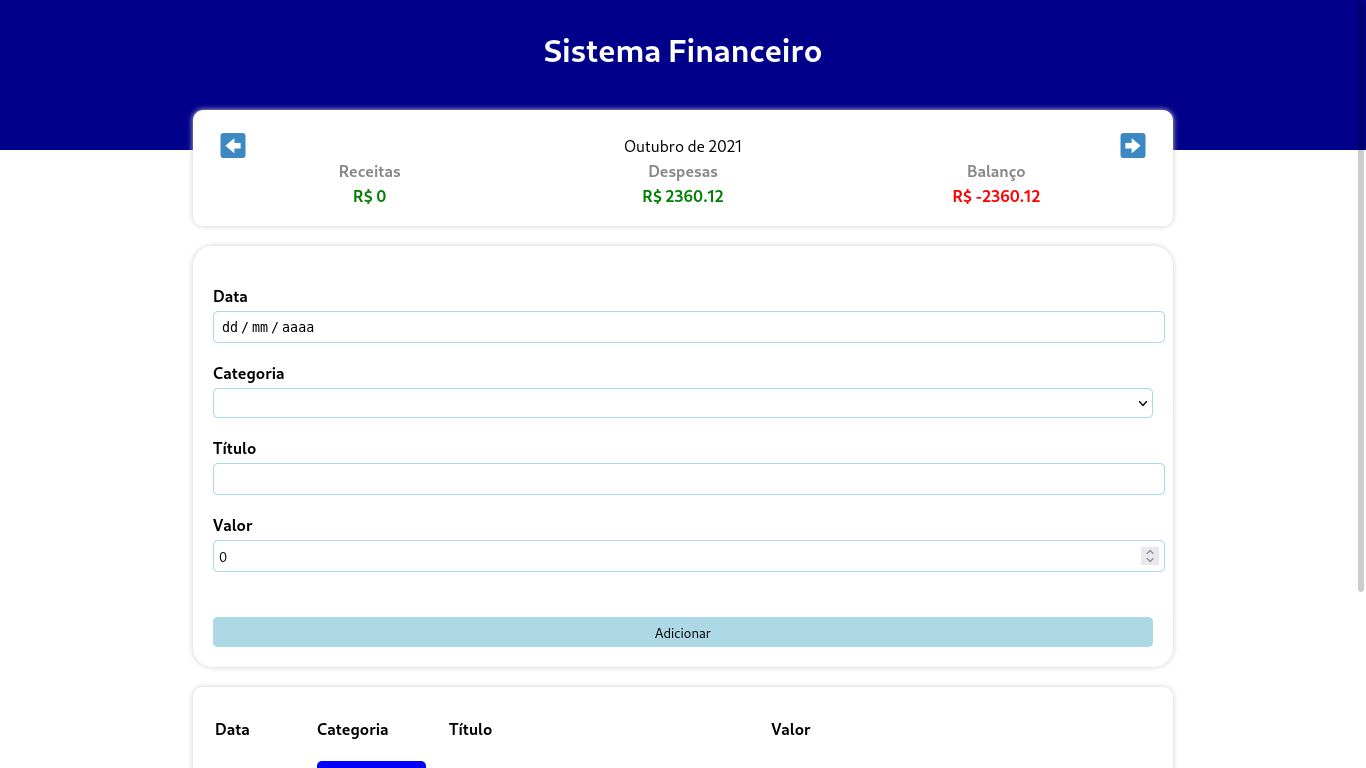 Sistema Financeiro
Outubro de 2021
Receitas Despesas Balanço
R$ 0 R$ 2360.12 R$ -2360.12
Data
dd / mm / aaaa
Categoria
Título
Valor
0
Adicionar
Data Categoria Título Valor